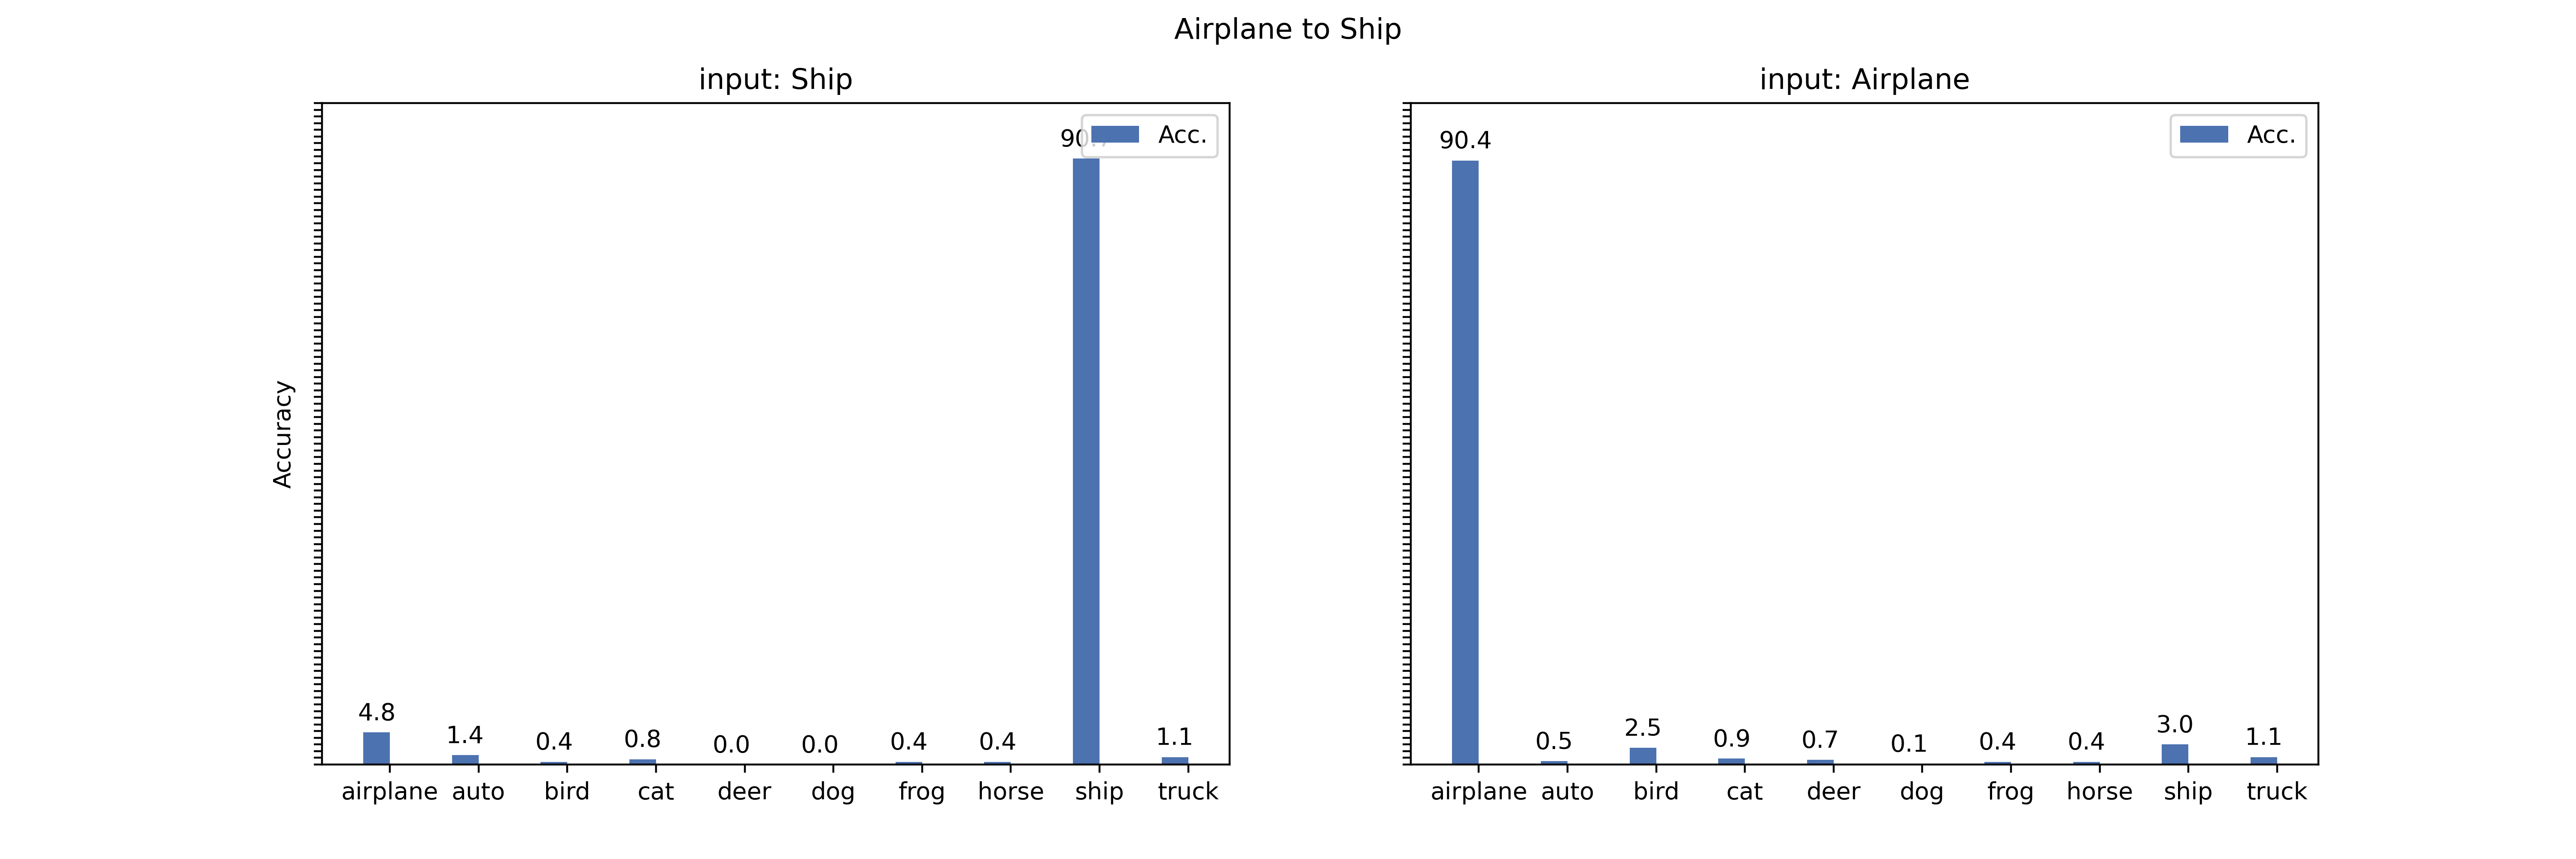 Airplane to Ship
input: Ship
Accuracy
Acc.
4.8 1.4 0.4 0.8 0.0 0.0 0.4 0.4 1.1
airplane auto bird cat deer dog frog horse ship truck
input: Airplane
Acc.
90.4 0.5 2.5 0.9 0.7 0.1 0.4 0.4 3.0 1.1
airplane auto bird cat deer dog frog horse ship truck